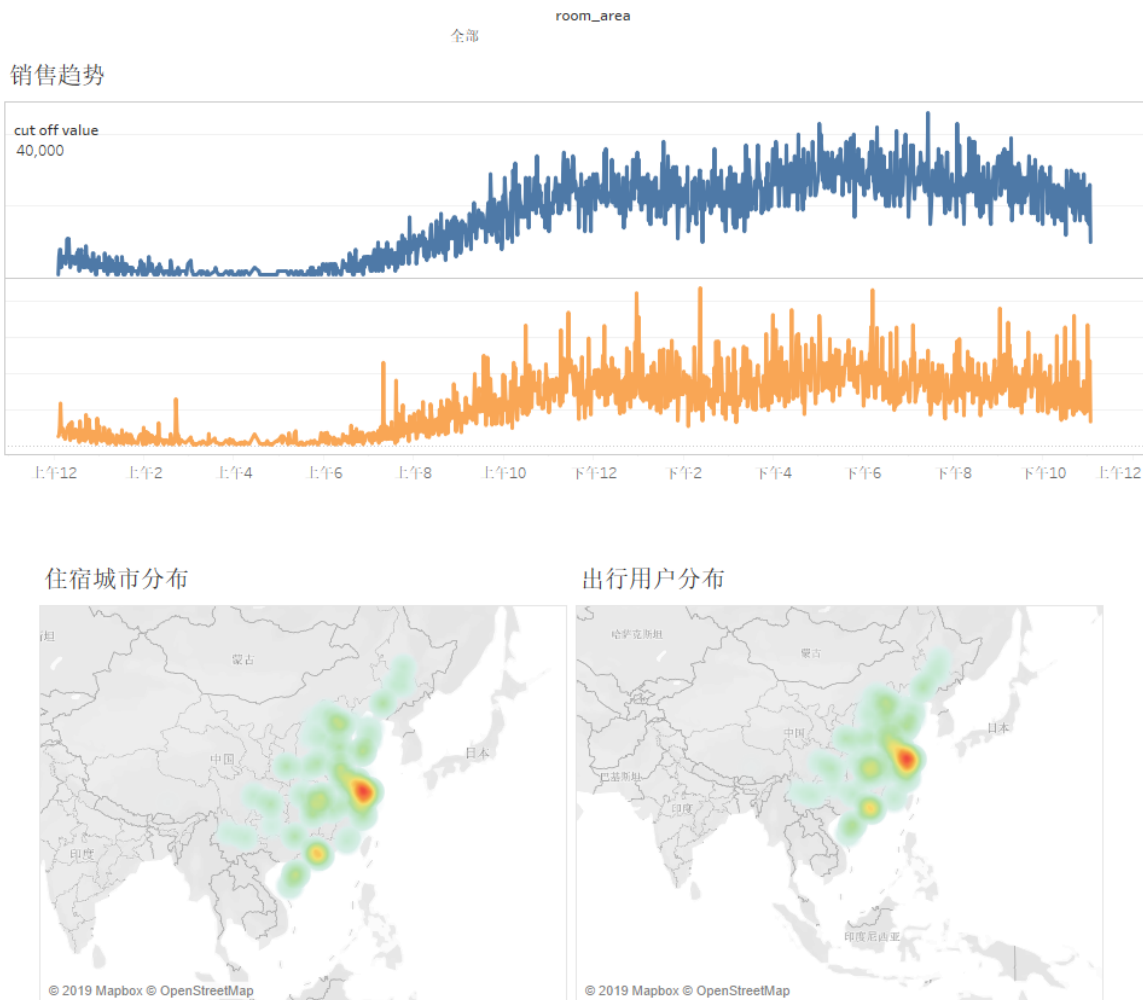 room_area
全部
销售趋势
cut off value
40,000
上午12 上午2 上午4 上午6 上午8 上午10 下午12 下午2 下午4 下午6 下午8 下午10 上午12
住宿城市分布
出行用户分布
蒙古
中国
日本
印度
© 2019 Mapbox © OpenStreetMap
哈萨克斯坦
蒙古
中国
日本
巴基斯坦
印度
印度尼西亚
© 2019 Mapbox © OpenStreetMap